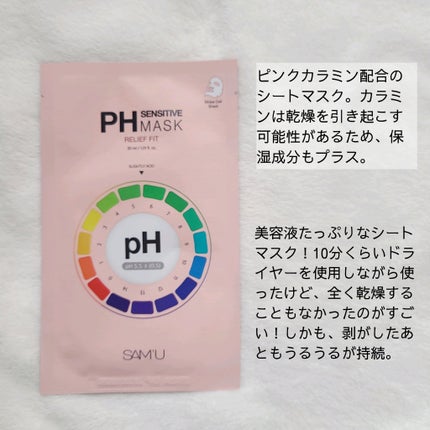 PH SENSITIVE
MASK
RELIEF FIT
SLIGHTLY ACID
pH
SAM'U
ピンクカラミン配合の
シートマスク。カラミ
ンは乾燥を引き起こす
可能性があるため、保
湿成分もプラス。
美容液たっぷりなシート
マスク！10分くらいドラ
イヤーを使用しながら使
ったけど、全く乾燥する
こともなかったのがすご
い！しかも、剥がしたあ
ともうるうるが持続。